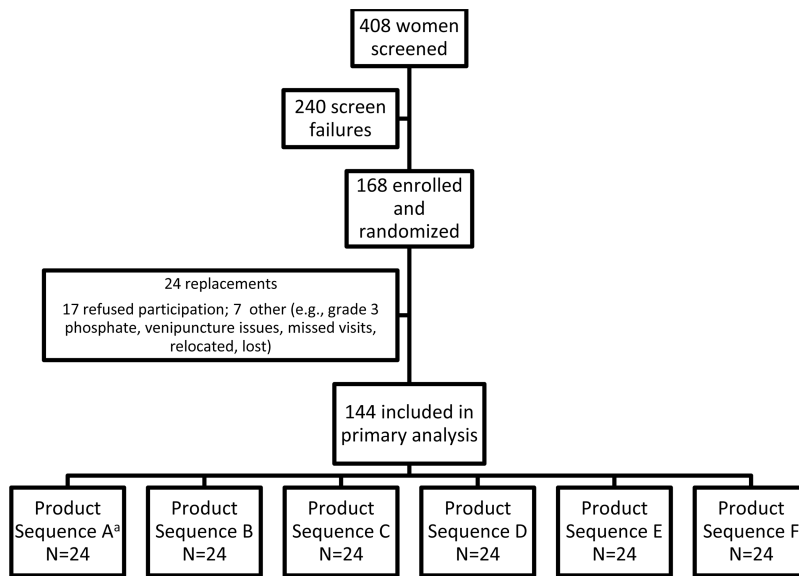 408 women
screened
240 screen
failures
168 enrolled
and
randomized
24 replacements
17 refused participation; 7 other (e.g., grade 3
phosphate, venipuncture issues, missed visits,
relocated, lost)
144 included in
primary analysis
Product
Sequence Aᵃ
N=24
Product
Sequence B
N=24
Product
Sequence C
N=24
Product
Sequence D
N=24
Product
Sequence E
N=24
Product
Sequence F
N=24